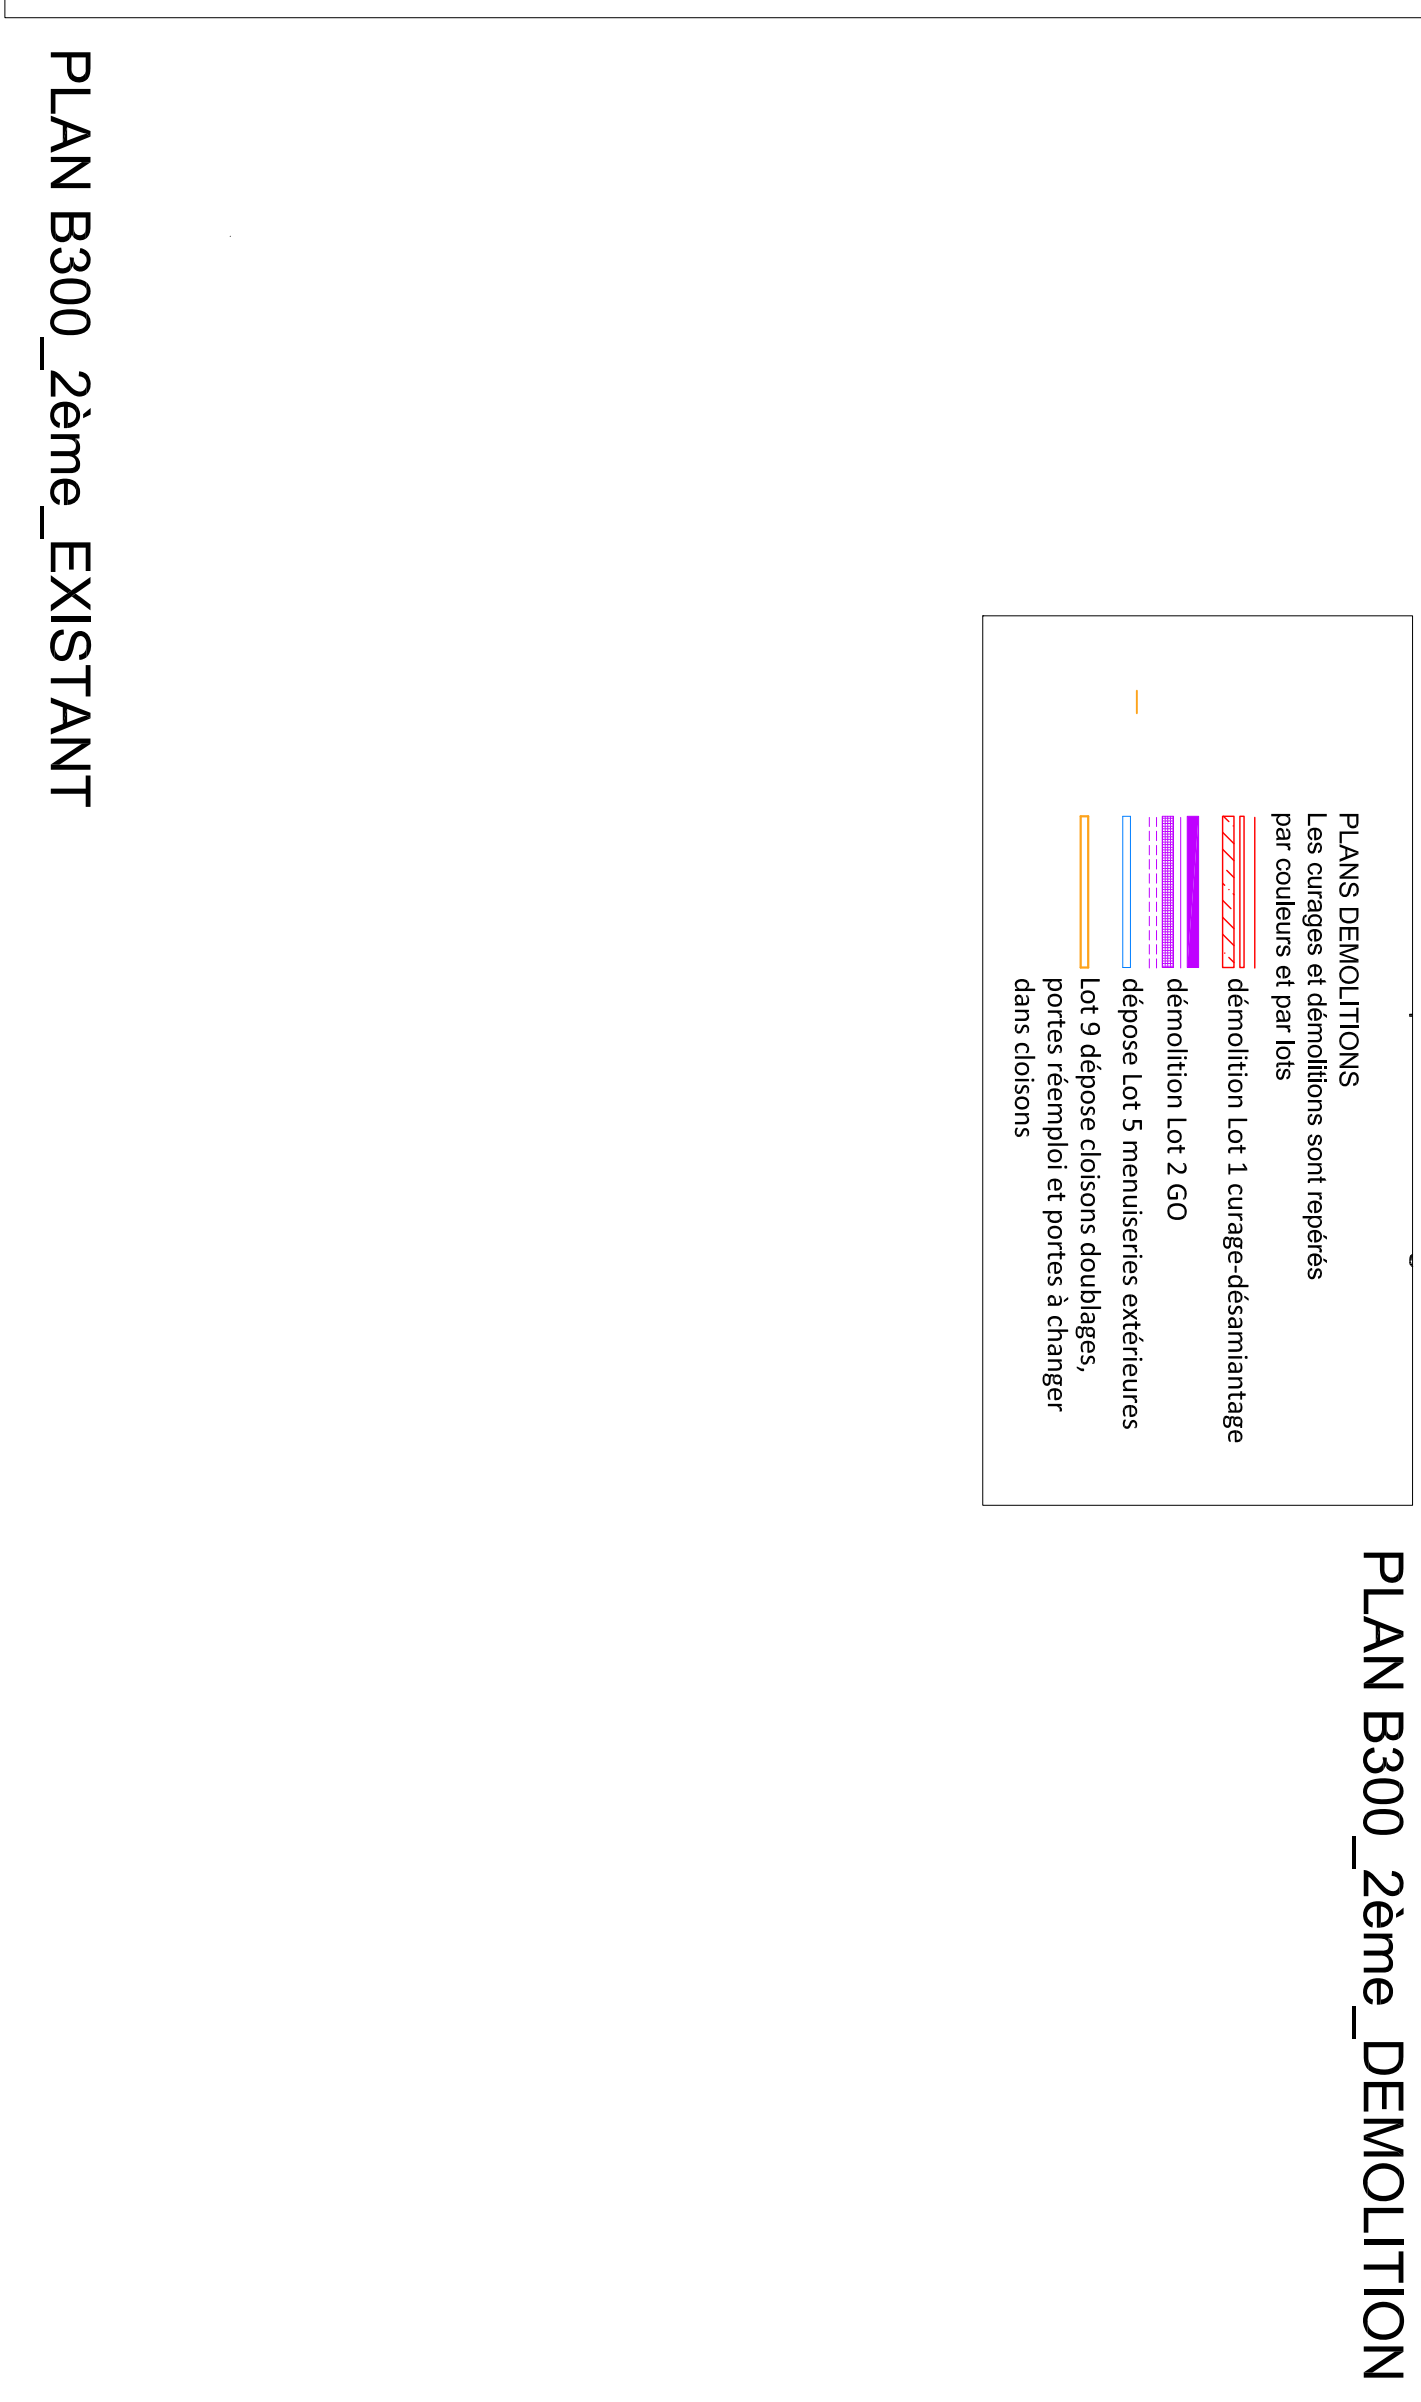 PLAN B300_2ème_DEMOLITION
PLANS DEMOLITIONS
Les curages et démolitions sont repérés
par couleurs et par lots
démolition Lot 1 curage-désamiantage
démolition Lot 2 GO
dépose Lot 5 menuiseries extérieures
Lot 9 dépose cloisons doublages,
portes réemploi et portes à changer
dans cloisons
PLAN B300_2ème_EXISTANT